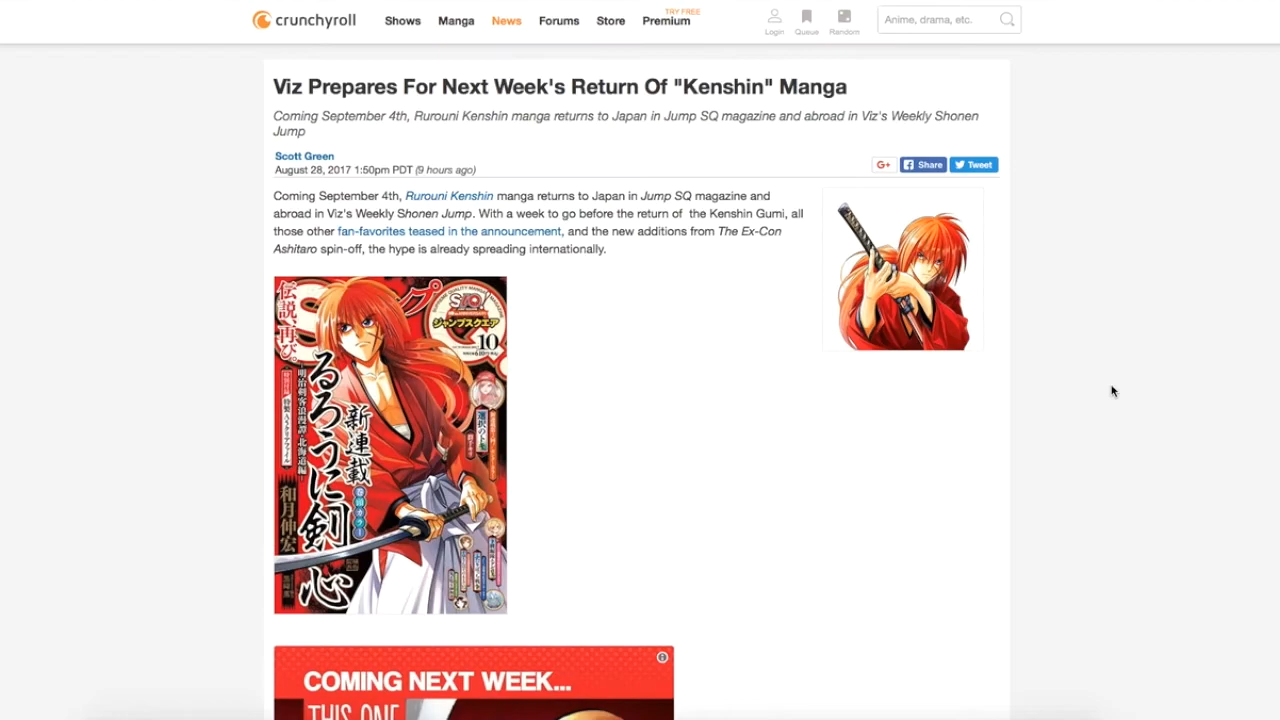 crunchyroll
Shows Manga News Forums Store TRY FREE Premium
Login Queue Random
Anime, drama, etc.
Viz Prepares For Next Week's Return Of "Kenshin" Manga
Coming September 4th, Rurouni Kenshin manga returns to Japan in Jump SQ magazine and abroad in Viz's Weekly Shonen
Jump
Scott Green
August 28, 2017 1:50pm PDT (9 hours ago)
G+ Share Tweet
Coming September 4th, Rurouni Kenshin manga returns to Japan in Jump SQ magazine and
abroad in Viz's Weekly Shonen Jump. With a week to go before the return of the Kenshin Gumi, all
those other fan-favorites teased in the announcement, and the new additions from The Ex-Con
Ashitaro spin-off, the hype is already spreading internationally.
伝説、再び。
ジャンプスクエア
10
るろうに剣心
明治剣客浪漫譚・北海道編
新連載
巻頭カラー
和月伸宏
COMING NEXT WEEK...
THIS ONE